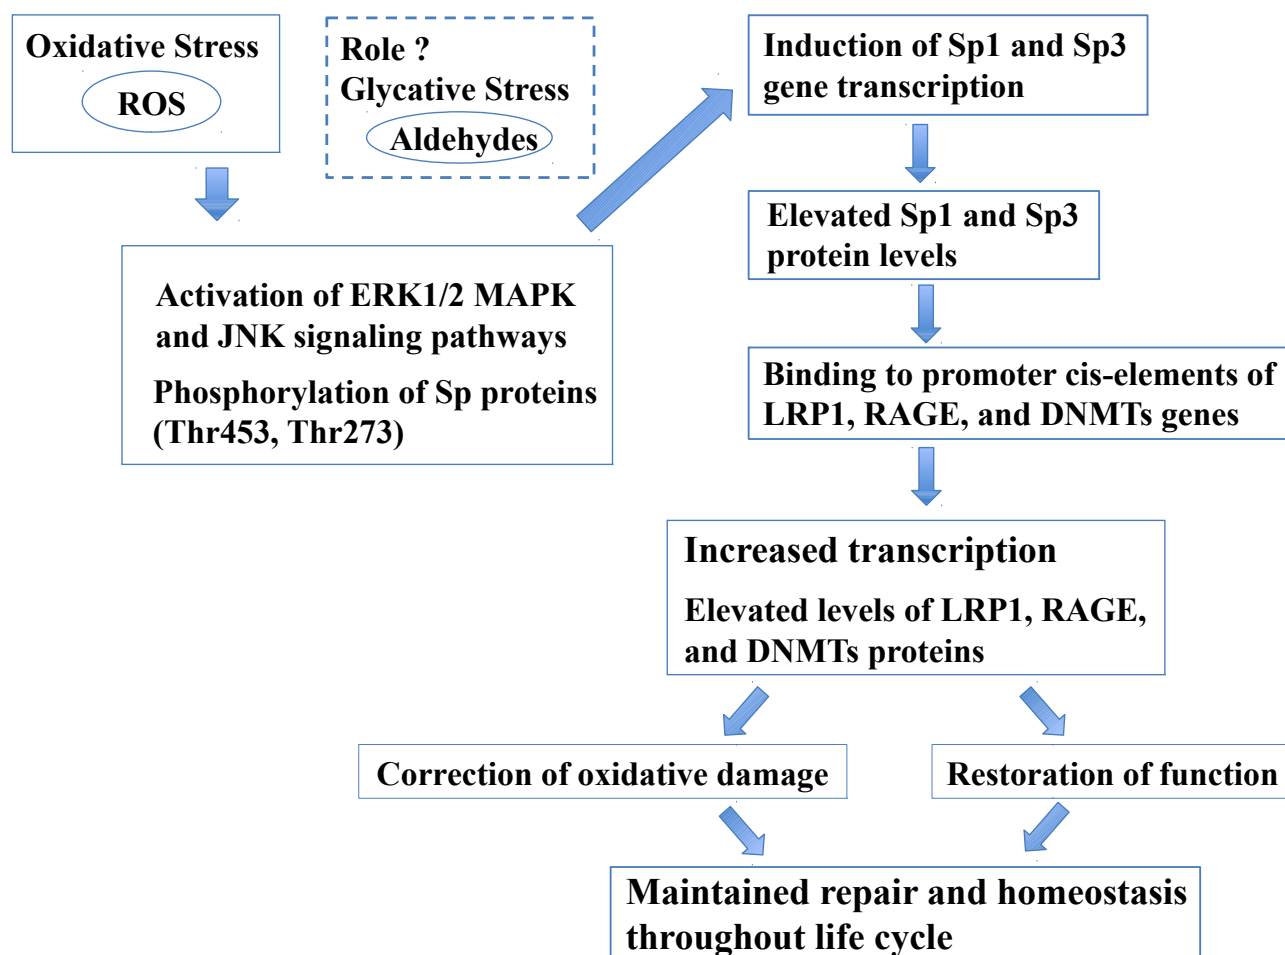 Oxidative Stress
ROS
Role ?
Glycative Stress
Aldehydes
Activation of ERK1/2 MAPK
and JNK signaling pathways
Phosphorylation of Sp proteins
(Thr453, Thr273)
Induction of Sp1 and Sp3
gene transcription
Elevated Sp1 and Sp3
protein levels
Binding to promoter cis-elements of
LRP1, RAGE, and DNMTs genes
Increased transcription
Elevated levels of LRP1, RAGE,
and DNMTs proteins
Correction of oxidative damage
Restoration of function
Maintained repair and homeostasis
throughout life cycle